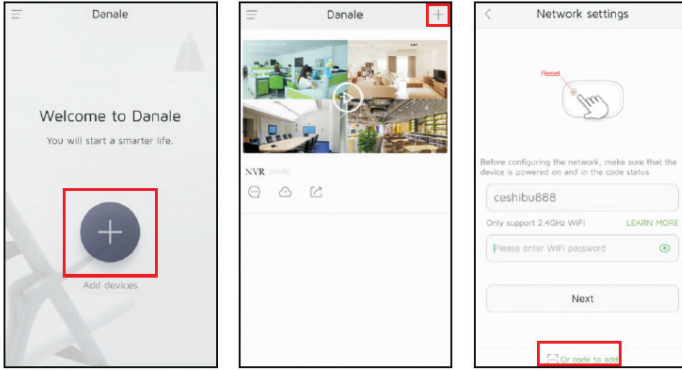 Danale
Welcome to Danale
You will start a smarter life.
Add devices
Danale
NVR (NVR)
Network settings
Reset
Before configuring the network, make sure that the
device is powered on and in the code status
ceshibu888
Only support 2.4GHz WiFi LEARN MORE
Please enter WiFi password
Next
Or code to add